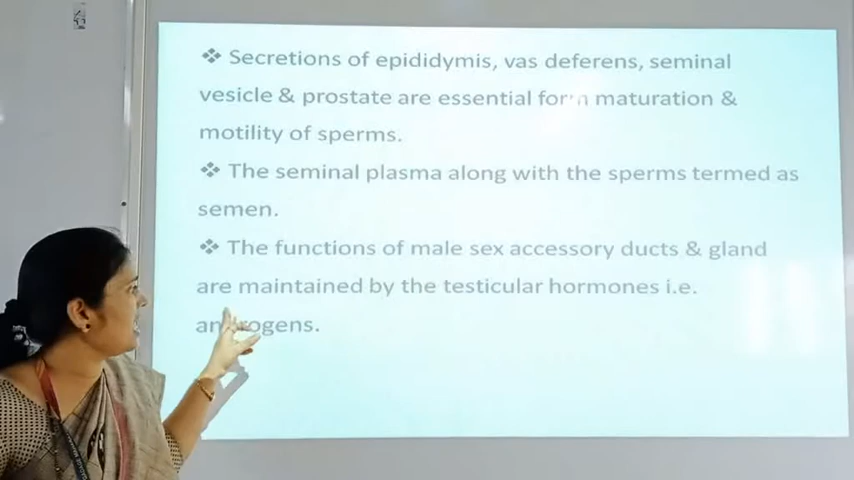 ❖ Secretions of epididymis, vas deferens, seminal
vesicle & prostate are essential form maturation &
motility of sperms.
❖ The seminal plasma along with the sperms termed as
semen.
❖ The functions of male sex accessory ducts & gland
are maintained by the testicular hormones i.e.
androgens.